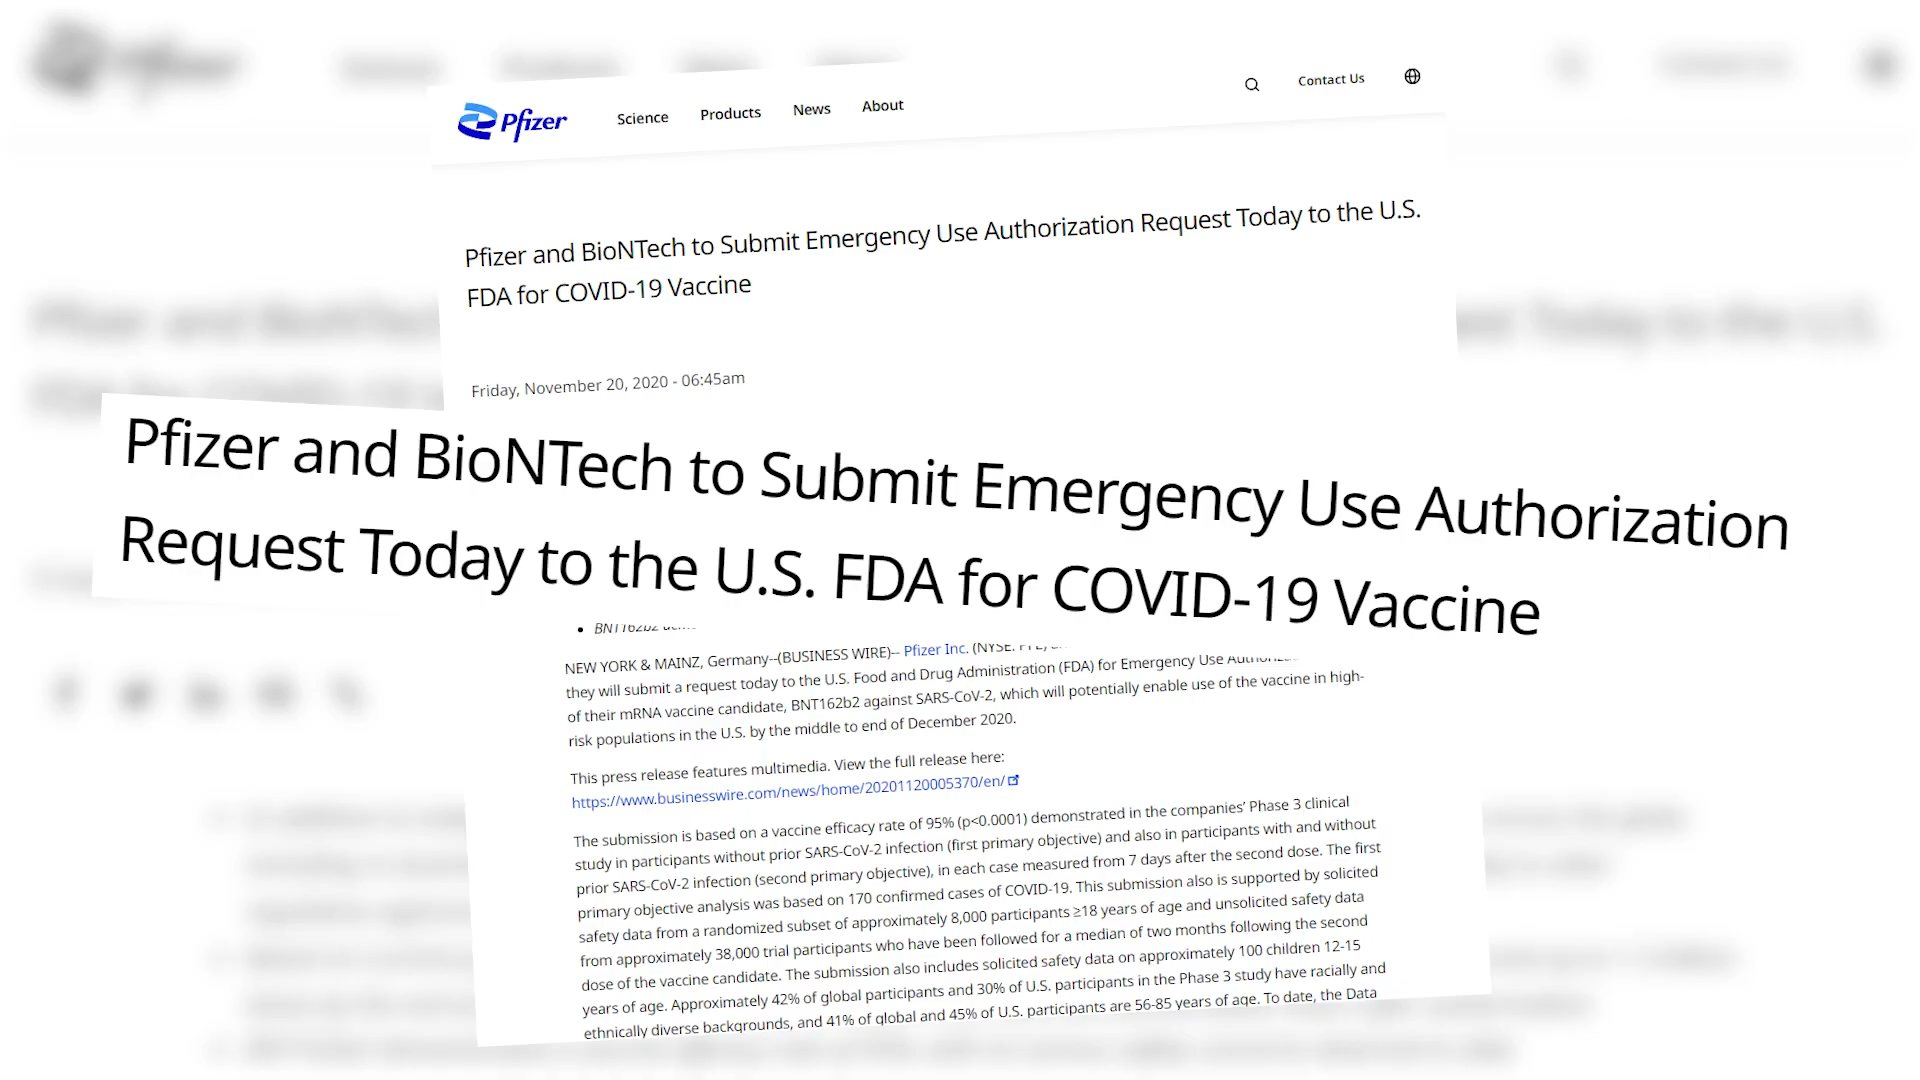 Pfizer
Science Products News About
Contact Us
Pfizer and BioNTech to Submit Emergency Use Authorization Request Today to the U.S.
FDA for COVID-19 Vaccine
Friday, November 20, 2020 - 06:45am
Pfizer and BioNTech to Submit Emergency Use Authorization
Request Today to the U.S. FDA for COVID-19 Vaccine
• BNT162b2
NEW YORK & MAINZ, Germany--(BUSINESS WIRE)-- Pfizer Inc. (NYSE: PFE)
they will submit a request today to the U.S. Food and Drug Administration (FDA) for Emergency Use
of their mRNA vaccine candidate, BNT162b2 against SARS-CoV-2, which will potentially enable use of the vaccine in high-
risk populations in the U.S. by the middle to end of December 2020.
This press release features multimedia. View the full release here:
https://www.businesswire.com/news/home/20201120005370/en/
The submission is based on a vaccine efficacy rate of 95% (p<0.0001) demonstrated in the companies’ Phase 3 clinical
study in participants without prior SARS-CoV-2 infection (first primary objective) and also in participants with and without
prior SARS-CoV-2 infection (second primary objective), in each case measured from 7 days after the second dose. The first
primary objective analysis was based on 170 confirmed cases of COVID-19. This submission also is supported by solicited
safety data from a randomized subset of approximately 8,000 participants ≥18 years of age and unsolicited safety data
from approximately 38,000 trial participants who have been followed for a median of two months following the second
dose of the vaccine candidate. The submission also includes solicited safety data on approximately 100 children 12-15
years of age. Approximately 42% of global participants and 30% of U.S. participants in the Phase 3 study have racially and
ethnically diverse backgrounds, and 41% of global and 45% of U.S. participants are 56-85 years of age. To date, the Data